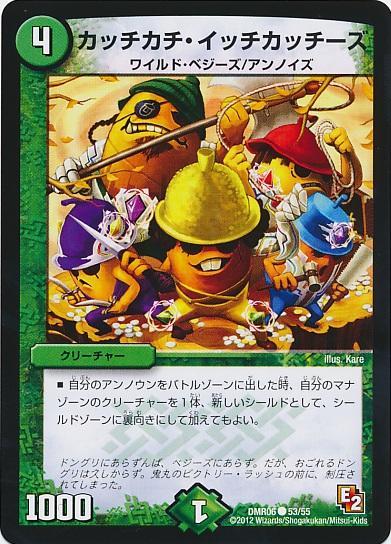 4
カッチカチ・イッチカッチーズ
ワイルド・ベジーズ/アンノイズ
クリーチャー
illus. Kare
■ 自分のアンノウンをバトルゾーンに出した時、自分のマナ
ゾーンのクリーチャーを1体、新しいシールドとして、シー
ルドゾーンに裏向きにして加えてもよい。
ドングリにあらずんば、ベジーズにあらず。だが、おごれるドング
リは久しからず。鬼丸のビクトリー・ラッシュの前に、制圧さ
れてしまった。
1000
DMR06 53/55
E2
©2012 Wizards/Shogakukan/Mitsui-Kids